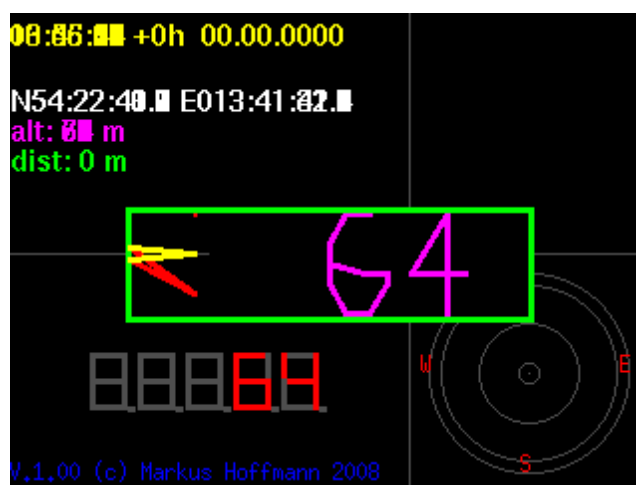 +0h 00.00.0000
N54:22: E013:41:
alt: m
dist: 0 m
64
64
W E
S
V.1.00 (c) Markus Hoffmann 2008